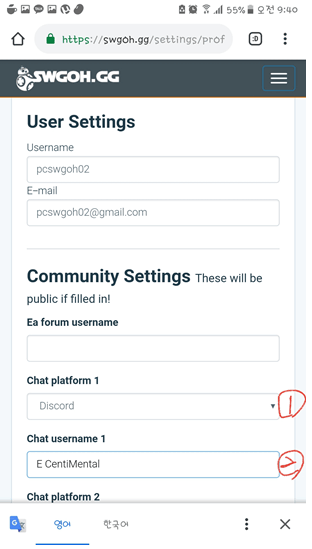 55% 오전 9:40
https://swgoh.gg/settings/prof
:D
SWGOH.GG
User Settings
Username
pcswgoh02
E-mail
pcswgoh02@gmail.com
Community Settings These will be
public if filled in!
Ea forum username
Chat platform 1
Discord
1
Chat username 1
E CentiMental
2
Chat platform 2
영어 한국어